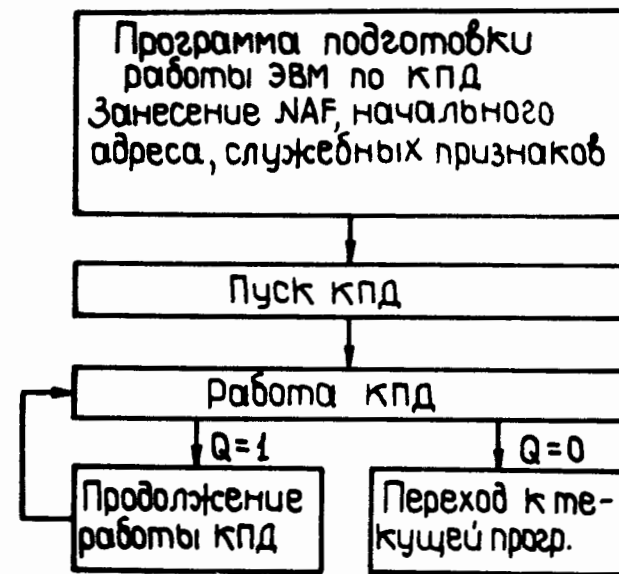 Программа подготовки
работы ЭВМ по КПД
Занесение NAF, начального
адреса, служебных признаков
Пуск КПД
Работа КПД
Q=1
Q=0
Продолжение
работы КПД
Переход к те-
кущей прогр.